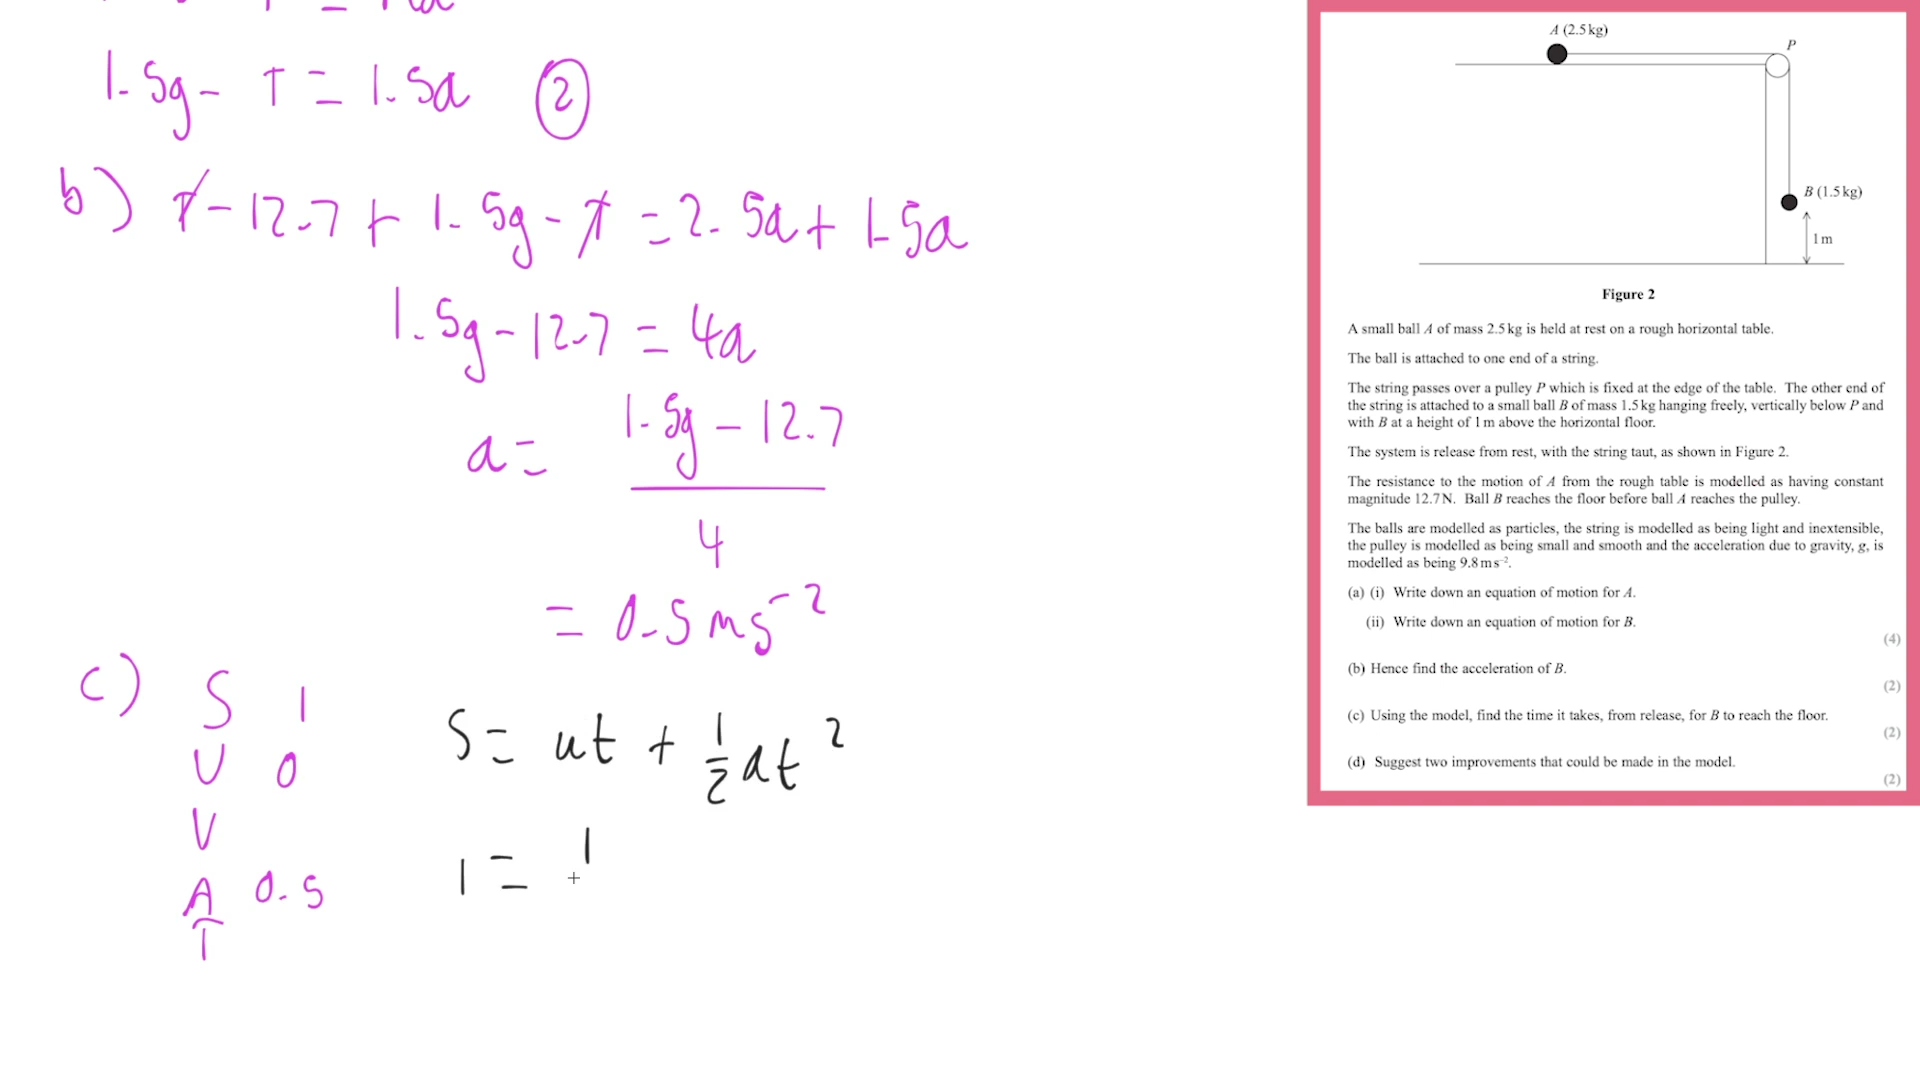 1.5g - T = 1.5a ②
b) T - 12.7 + 1.5g - T = 2.5a + 1.5a
1.5g - 12.7 = 4a
a = 1.5g - 12.7
4
= 0.5 ms⁻²
c) S 1
U 0
V
A 0.5
T
S = ut + 1/2 at²
1 = 1
A (2.5 kg)
P
B (1.5 kg)
1 m
Figure 2
A small ball A of mass 2.5 kg is held at rest on a rough horizontal table.
The ball is attached to one end of a string.
The string passes over a pulley P which is fixed at the edge of the table. The other end of
the string is attached to a small ball B of mass 1.5 kg hanging freely, vertically below P and
with B at a height of 1 m above the horizontal floor.
The system is release from rest, with the string taut, as shown in Figure 2.
The resistance to the motion of A from the rough table is modelled as having constant
magnitude 12.7 N. Ball B reaches the floor before ball A reaches the pulley.
The balls are modelled as particles, the string is modelled as being light and inextensible,
the pulley is modelled as being small and smooth and the acceleration due to gravity, g, is
modelled as being 9.8 m s⁻².
(a) (i) Write down an equation of motion for A.
(ii) Write down an equation of motion for B.
(4)
(b) Hence find the acceleration of B.
(2)
(c) Using the model, find the time it takes, from release, for B to reach the floor.
(2)
(d) Suggest two improvements that could be made in the model.
(2)